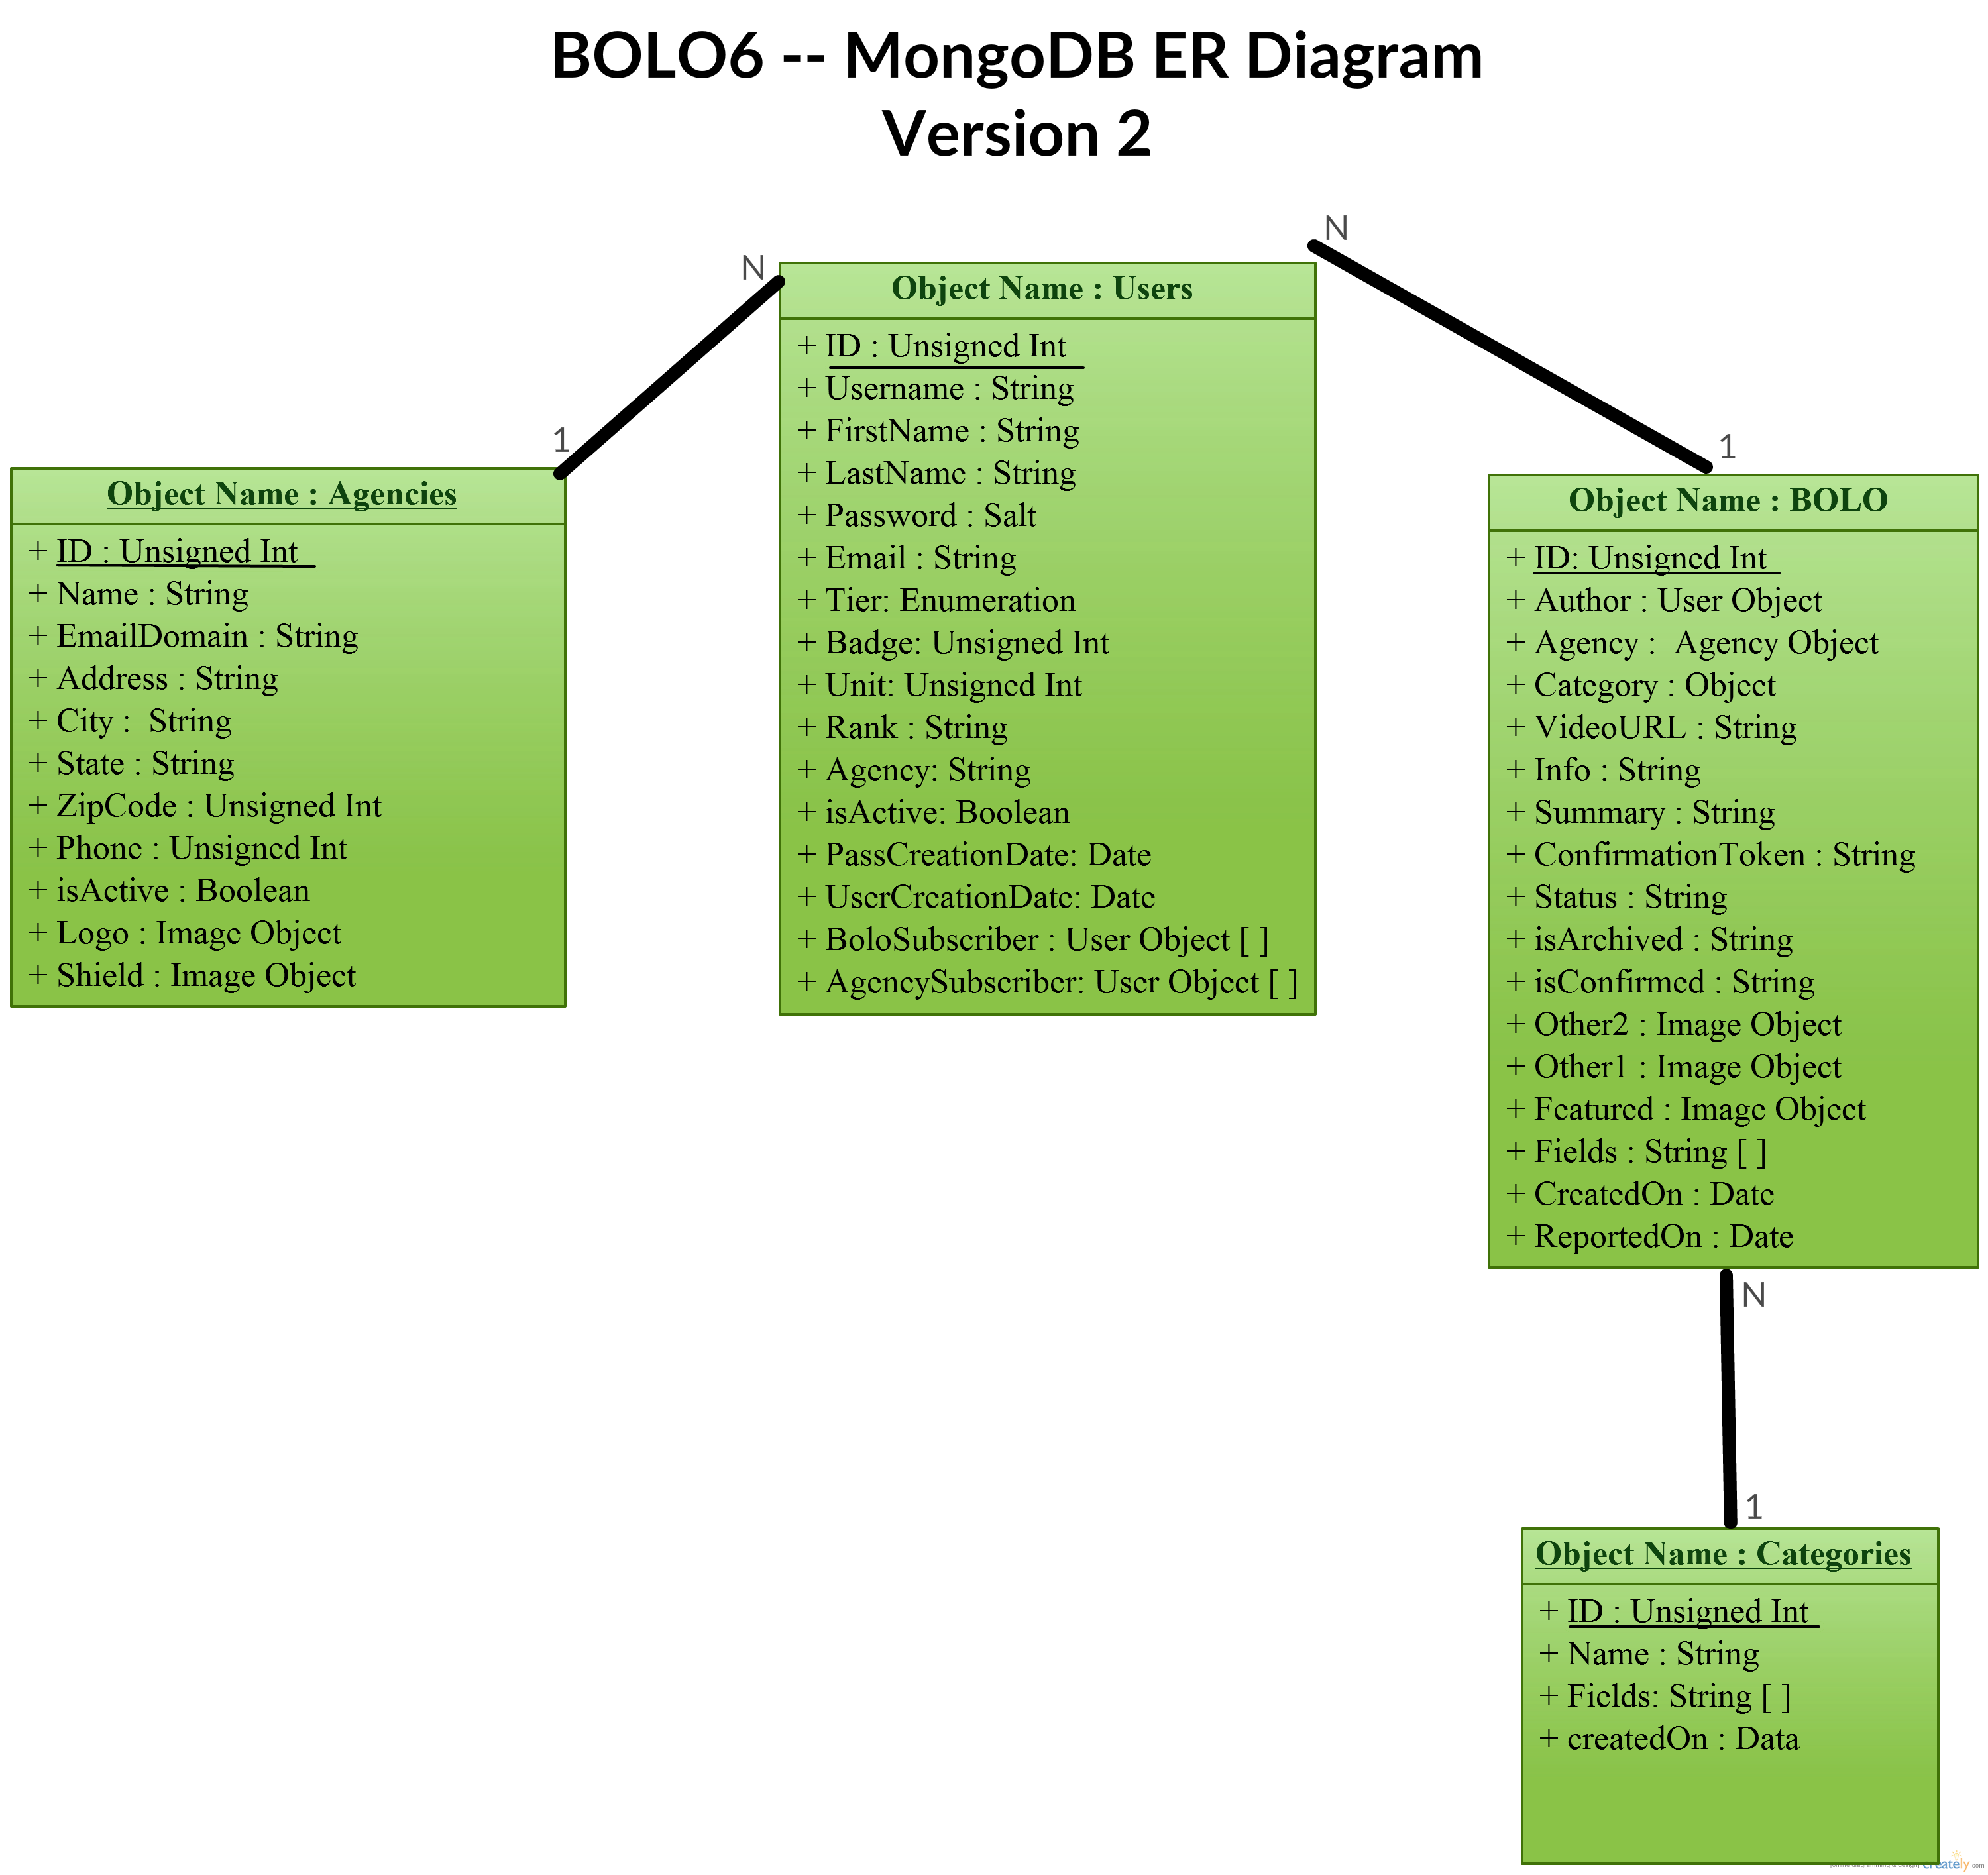 BOLO6 -- MongoDB ER Diagram
Version 2
N
1
N
1
Object Name : Agencies
+ ID : Unsigned Int
+ Name : String
+ EmailDomain : String
+ Address : String
+ City :  String
+ State : String
+ ZipCode : Unsigned Int
+ Phone : Unsigned Int
+ isActive : Boolean
+ Logo : Image Object
+ Shield : Image Object
Object Name : Users
+ ID : Unsigned Int
+ Username : String
+ FirstName : String
+ LastName : String
+ Password : Salt
+ Email : String
+ Tier: Enumeration
+ Badge: Unsigned Int
+ Unit: Unsigned Int
+ Rank : String
+ Agency: String
+ isActive: Boolean
+ PassCreationDate: Date
+ UserCreationDate: Date
+ BoloSubscriber : User Object [ ]
+ AgencySubscriber: User Object [ ]
Object Name : BOLO
+ ID: Unsigned Int
+ Author : User Object
+ Agency :  Agency Object
+ Category : Object
+ VideoURL : String
+ Info : String
+ Summary : String
+ ConfirmationToken : String
+ Status : String
+ isArchived : String
+ isConfirmed : String
+ Other2 : Image Object
+ Other1 : Image Object
+ Featured : Image Object
+ Fields : String [ ]
+ CreatedOn : Date
+ ReportedOn : Date
N
1
Object Name : Categories
+ ID : Unsigned Int
+ Name : String
+ Fields: String [ ]
+ createdOn : Data
creately.com